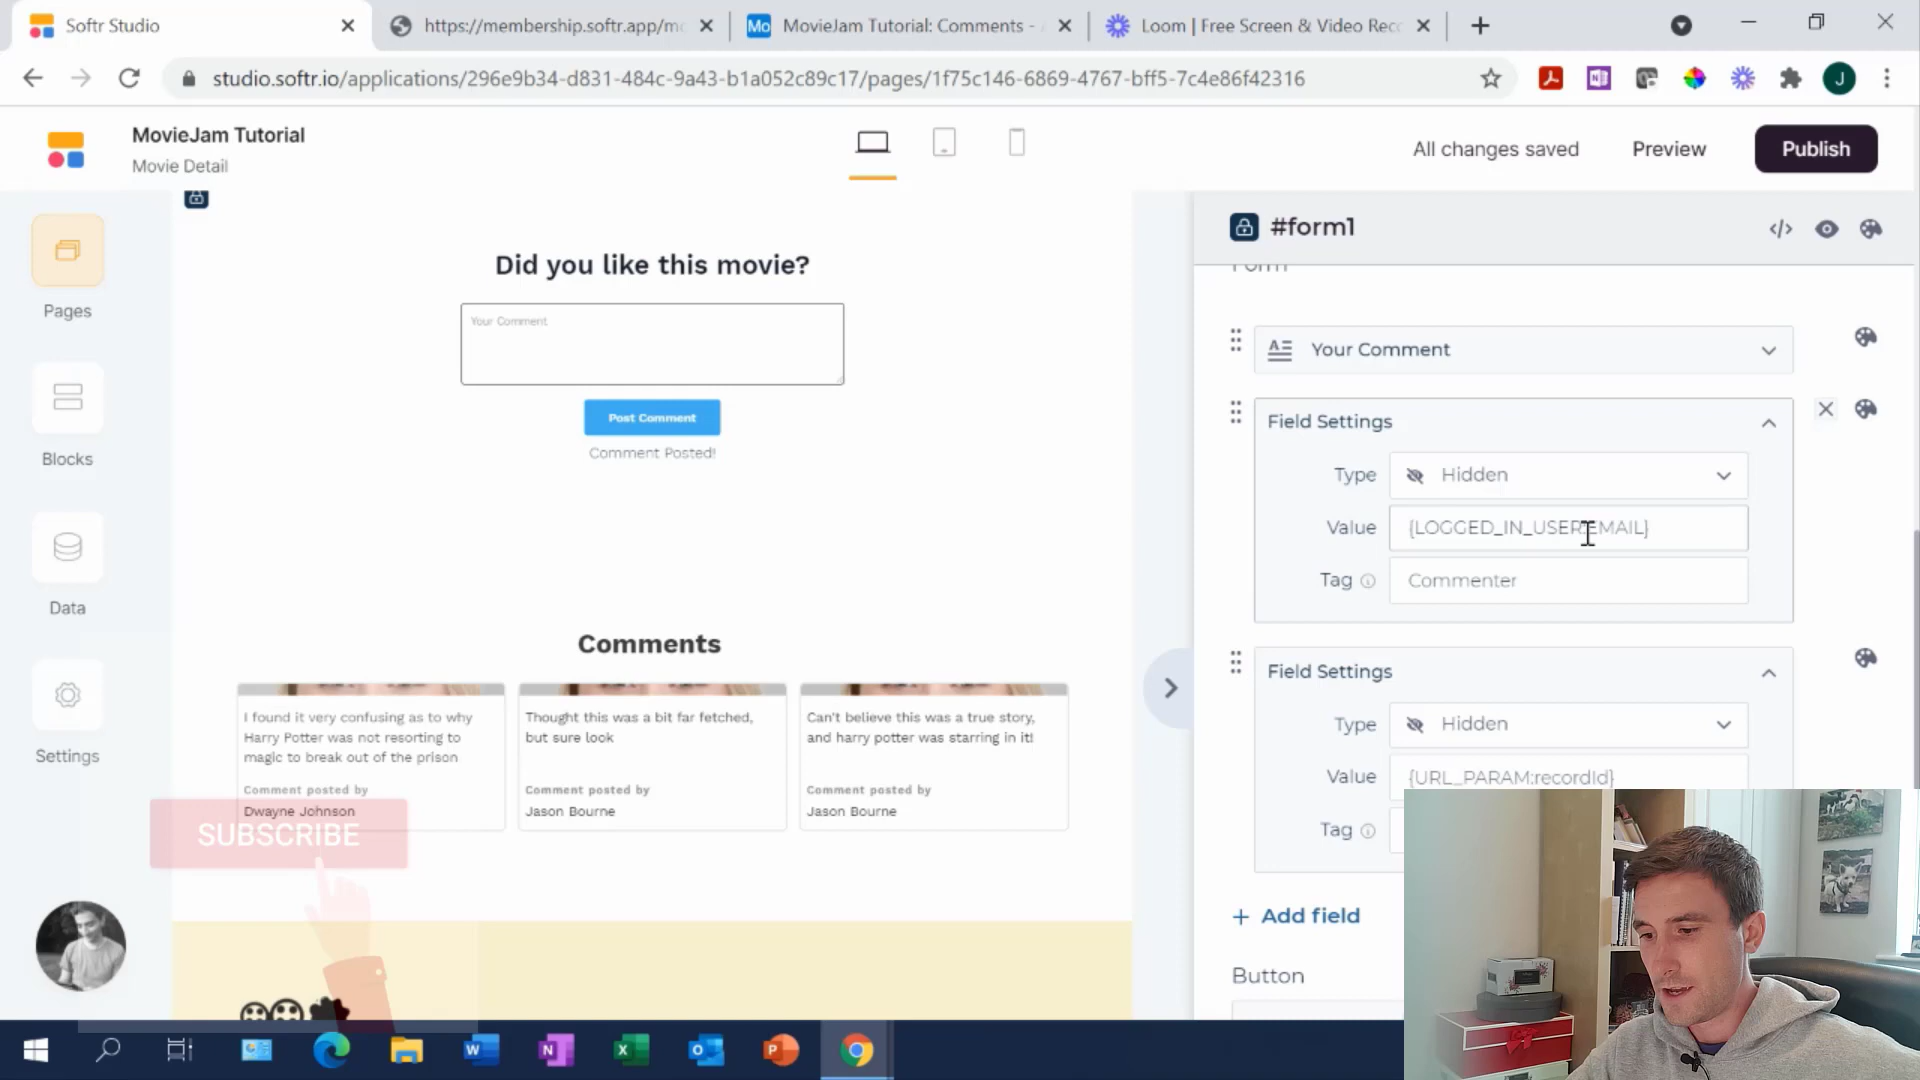 Softr Studio
https://membership.softr.app/mo
MovieJam Tutorial: Comments -
Loom | Free Screen & Video Rec
studio.softr.io/applications/296e9b34-d831-484c-9a43-b1a052c89c17/pages/1f75c146-6869-4767-bff5-7c4e86f42316
J
MovieJam Tutorial
Movie Detail
All changes saved
Preview
Publish
Pages
Blocks
Data
Settings
Did you like this movie?
Your Comment
Post Comment
Comment Posted!
Comments
I found it very confusing as to why
Harry Potter was not resorting to
magic to break out of the prison
Comment posted by
Dwayne Johnson
Thought this was a bit far fetched,
but sure look
Comment posted by
Jason Bourne
Can't believe this was a true story,
and harry potter was starring in it!
Comment posted by
Jason Bourne
SUBSCRIBE
#form1
Form
Your Comment
Field Settings
Type Hidden
Value {LOGGED_IN_USER:EMAIL}
Tag Commenter
Field Settings
Type Hidden
Value {URL_PARAM:recordId}
Tag
+ Add field
Button